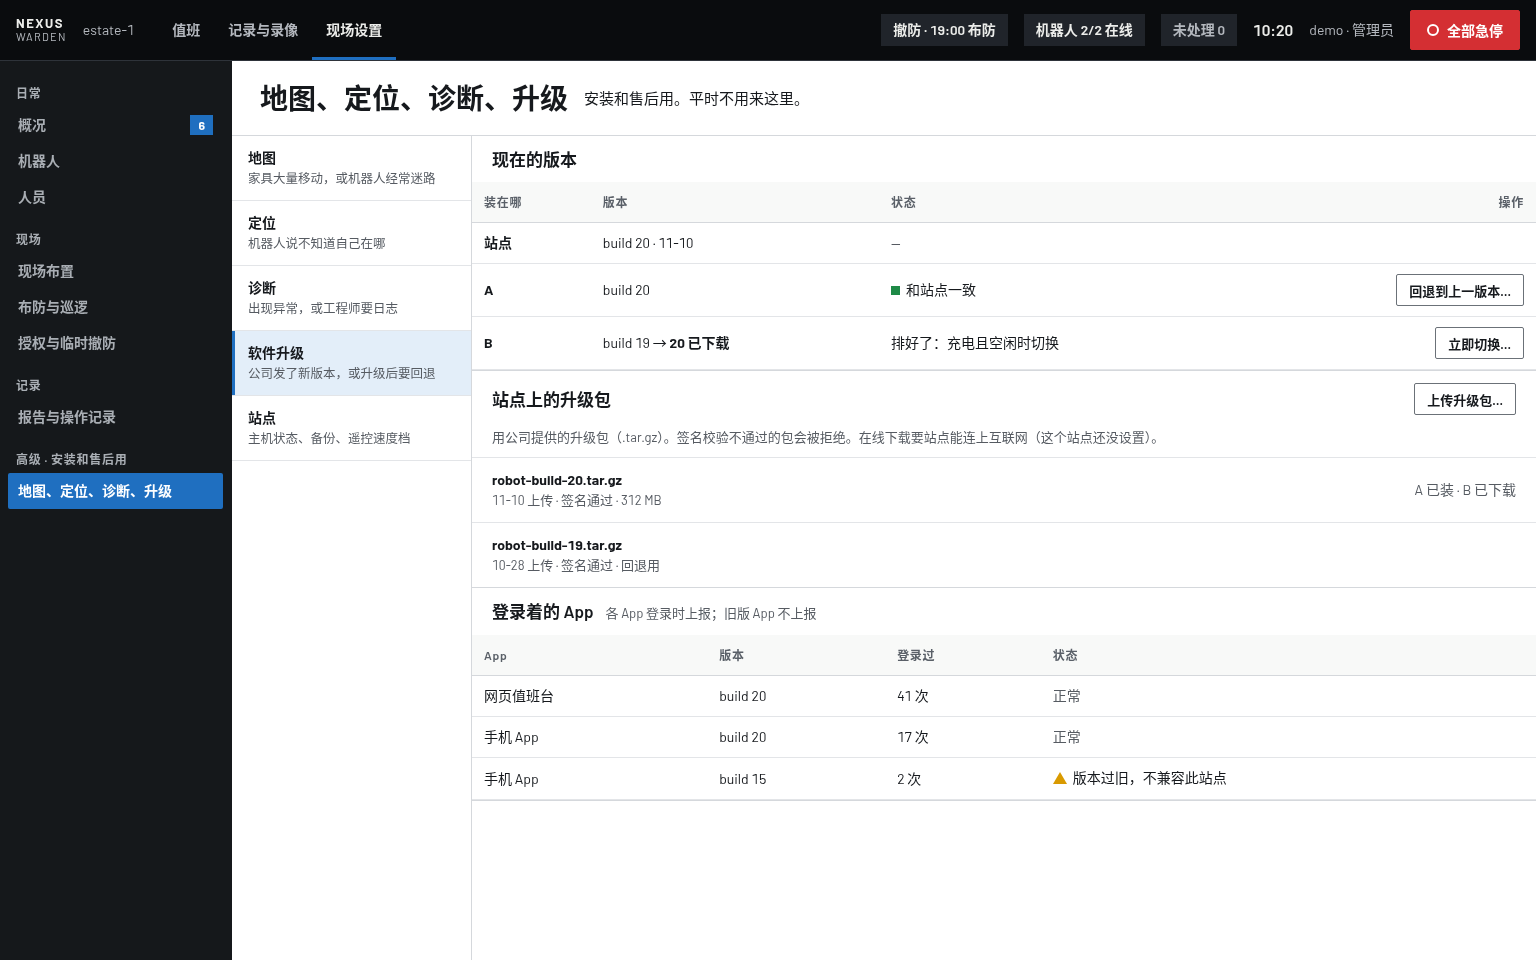 NEXUS
WARDEN
estate-1
值班
记录与录像
现场设置
撤防 · 19:00 布防
机器人 2/2 在线
未处理 0
10:20
demo · 管理员
全部急停
日常
概况
6
机器人
人员
现场
现场布置
布防与巡逻
授权与临时撤防
记录
报告与操作记录
高级 · 安装和售后用
地图、定位、诊断、升级
地图、定位、诊断、升级
安装和售后用。平时不用来这里。
地图
家具大量移动，或机器人经常迷路
定位
机器人说不知道自己在哪
诊断
出现异常，或工程师要日志
软件升级
公司发了新版本，或升级后要回退
站点
主机状态、备份、遥控速度档
现在的版本
装在哪 版本 状态 操作
站点 build 20 · 11-10 —
A build 20 和站点一致 回退到上一版本...
B build 19 → 20 已下载 排好了：充电且空闲时切换 立即切换...
站点上的升级包
上传升级包...
用公司提供的升级包（.tar.gz）。签名校验不通过的包会被拒绝。在线下载要站点能连上互联网（这个站点还没设置）。
robot-build-20.tar.gz
11-10 上传 · 签名通过 · 312 MB
A 已装 · B 已下载
robot-build-19.tar.gz
10-28 上传 · 签名通过 · 回退用
登录着的 App 各 App 登录时上报；旧版 App 不上报
App 版本 登录过 状态
网页值班台 build 20 41 次 正常
手机 App build 20 17 次 正常
手机 App build 15 2 次 版本过旧，不兼容此站点